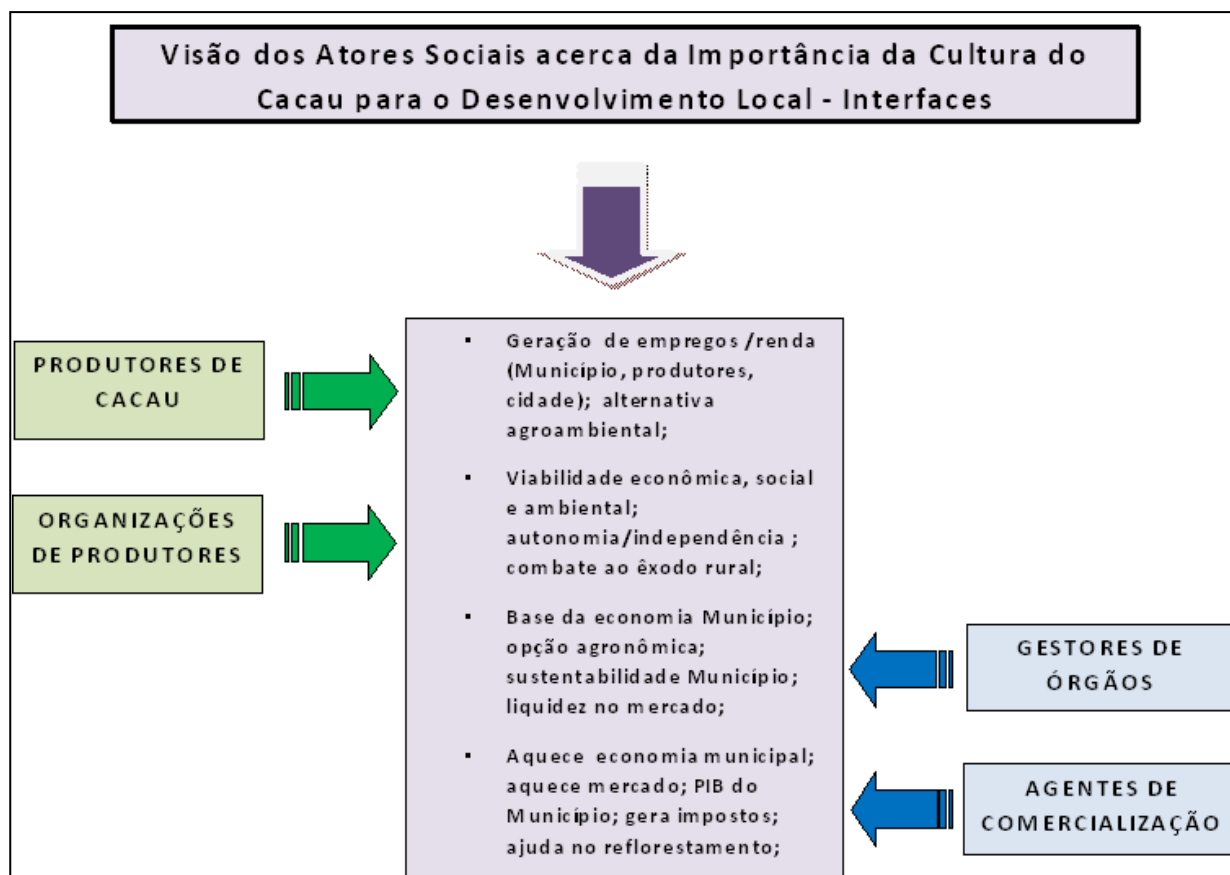 Visão dos Atores Sociais acerca da Importância da Cultura do
Cacau para o Desenvolvimento Local - Interfaces
PRODUTORES DE
CACAU
▪ Geração de empregos /renda
(Município, produtores,
cidade); alternativa
agroambiental;
ORGANIZAÇÕES
DE PRODUTORES
▪ Viabilidade econômica, social
e ambiental;
autonomia/independência ;
combate ao êxodo rural;
▪ Base da economia Município;
opção agronômica;
sustentabilidade Município;
liquidez no mercado;
GESTORES DE
ÓRGÃOS
▪ Aquece economia municipal;
aquece mercado; PIB do
Município; gera impostos;
ajuda no reflorestamento;
AGENTES DE
COMERCIALIZAÇÃO